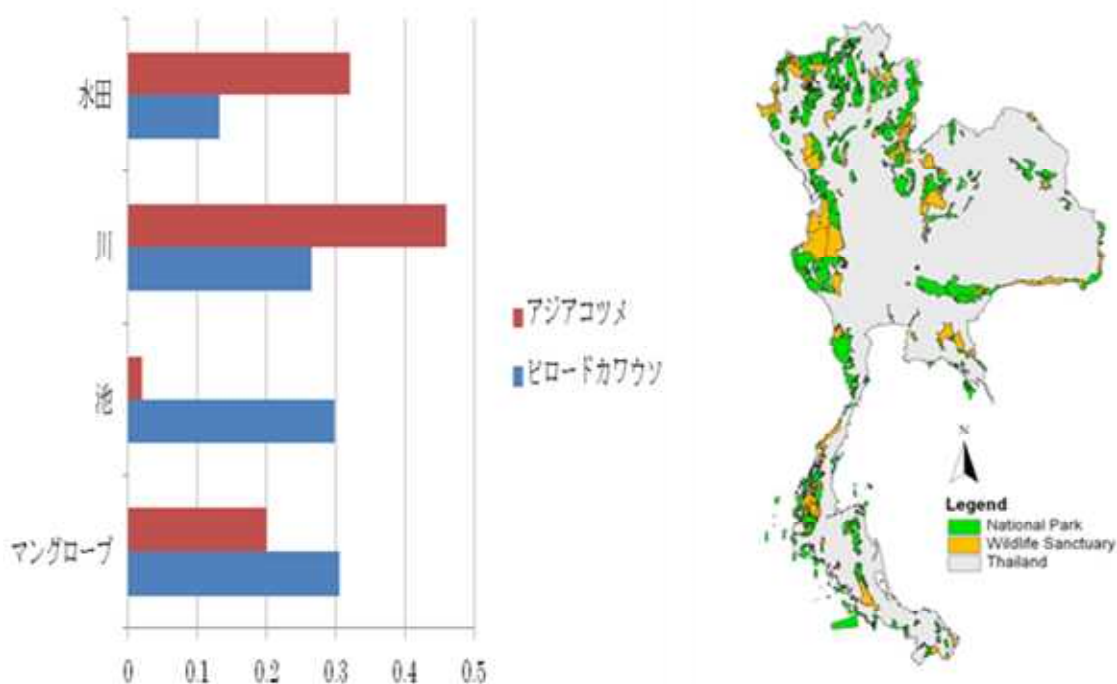 水田
川
マングローブ
0 0.1 0.2 0.3 0.4 0.5
アジアコツメ
ビロードカワウソ
N
Legend
National Park
Wildlife Sanctuary
Thailand